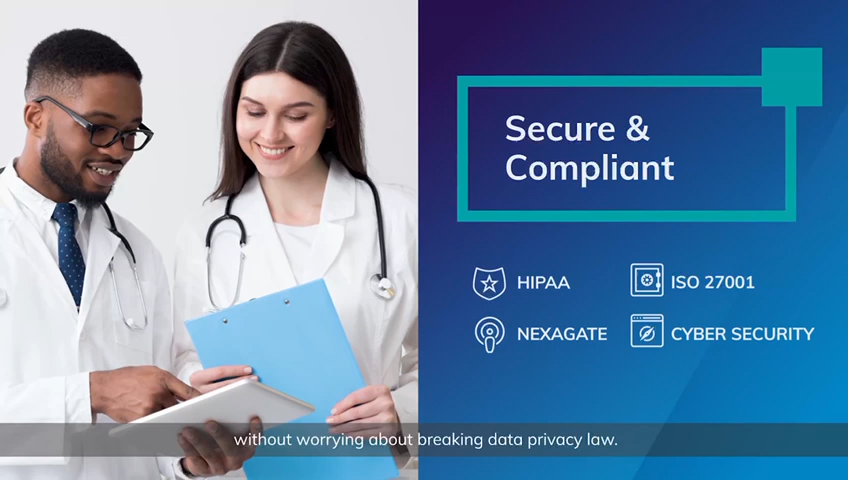 Secure &
Compliant
HIPAA
ISO 27001
NEXAGATE
CYBER SECURITY
without worrying about breaking data privacy law.